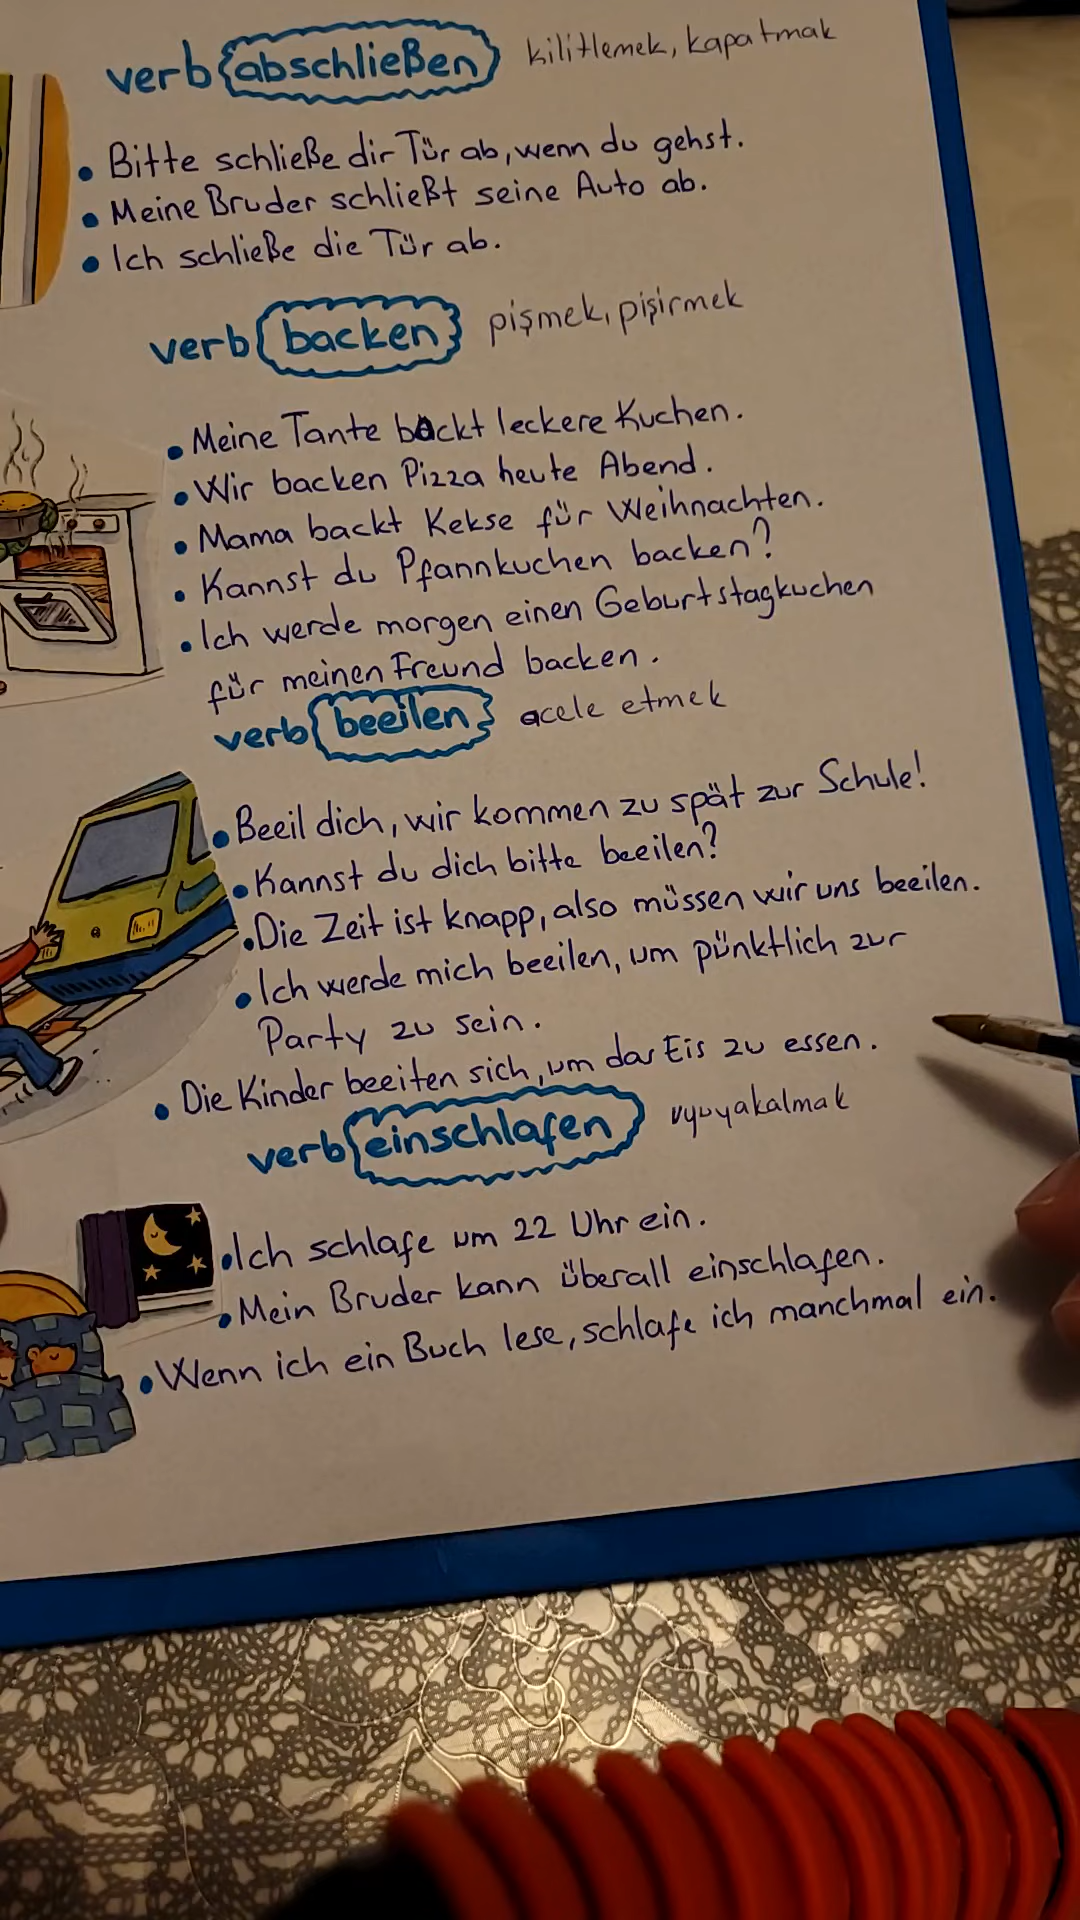 verb abschließen kilitlemek, kapatmak
• Bitte schließe dir Tür ab, wenn du gehst.
• Meine Bruder schließt seine Auto ab.
• Ich schließe die Tür ab.
verb backen pişmek, pişirmek
• Meine Tante backt leckere Kuchen.
• Wir backen Pizza heute Abend.
• Mama backt Kekse für Weihnachten.
• Kannst du Pfannkuchen backen?
• Ich werde morgen einen Geburtstagkuchen
für meinen Freund backen.
verb beeilen acele etmek
• Beeil dich, wir kommen zu spät zur Schule!
• Kannst du dich bitte beeilen?
• Die Zeit ist knapp, also müssen wir uns beeilen.
• Ich werde mich beeilen, um pünktlich zur
Party zu sein.
• Die Kinder beeiten sich, um das Eis zu essen.
verb einschlafen uyuyakalmak
• Ich schlafe um 22 Uhr ein.
• Mein Bruder kann überall einschlafen.
• Wenn ich ein Buch lese, schlafe ich manchmal ein.